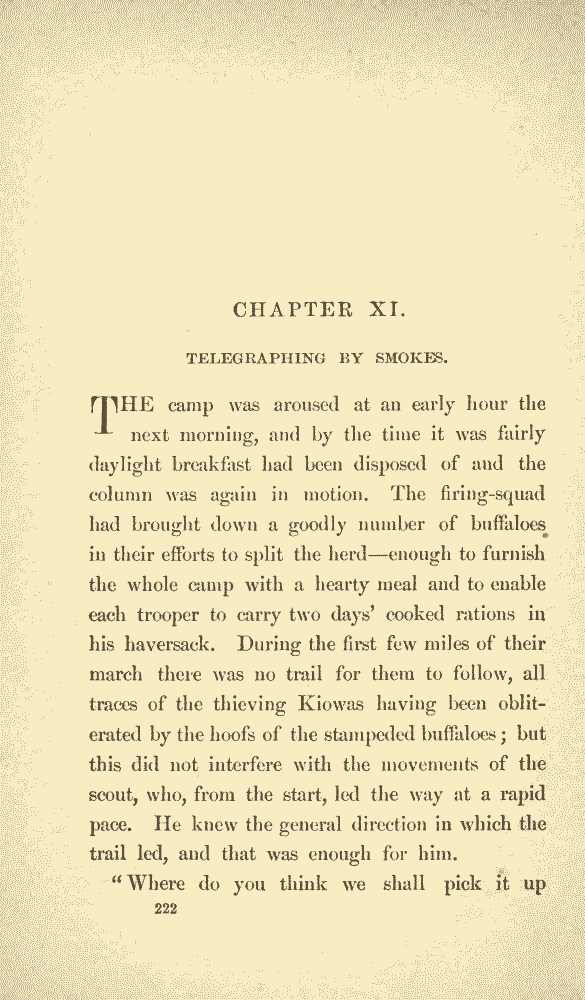 CHAPTER XI.
TELEGRAPHING BY SMOKES.
THE camp was aroused at an early hour the
next morning, and by the time it was fairly
daylight breakfast had been disposed of and the
column was again in motion. The firing-squad
had brought down a goodly number of buffaloes
in their efforts to split the herd—enough to furnish
the whole camp with a hearty meal and to enable
each trooper to carry two days' cooked rations in
his haversack. During the first few miles of their
march there was no trail for them to follow, all
traces of the thieving Kiowas having been oblit-
erated by the hoofs of the stampeded buffaloes; but
this did not interfere with the movements of the
scout, who, from the start, led the way at a rapid
pace. He knew the general direction in which the
trail led, and that was enough for him.
"Where do you think we shall pick it up
222